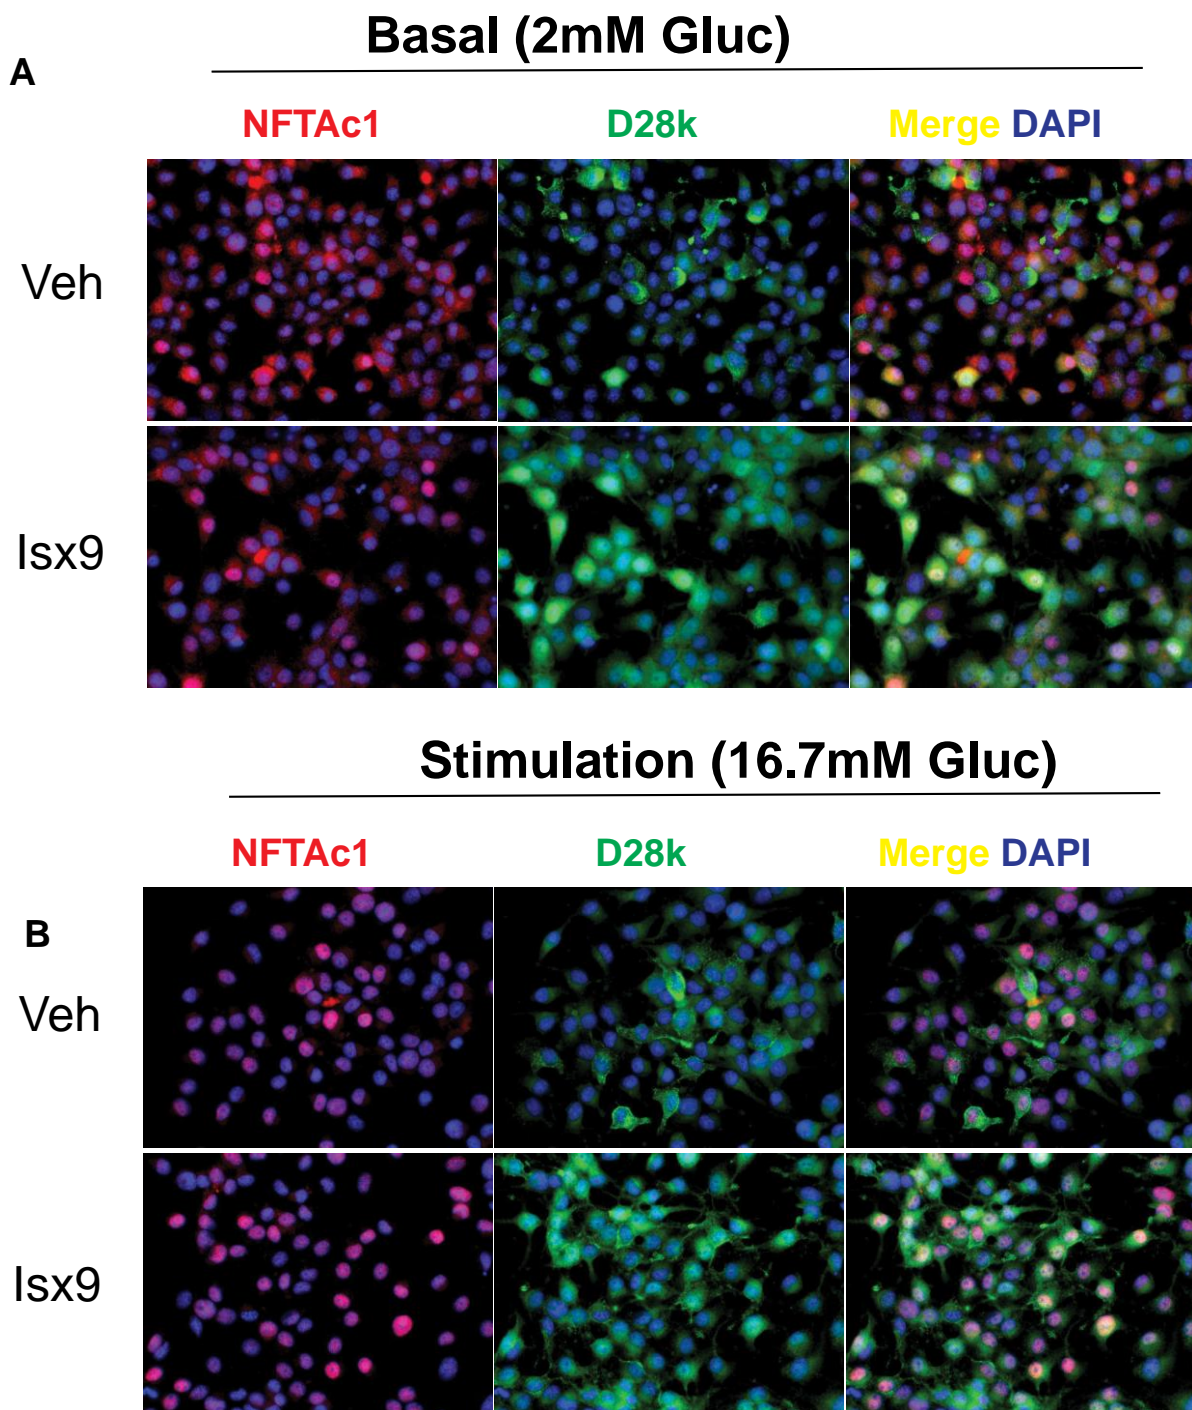 Basal (2mM Gluc)
A
NFTAc1 D28k Merge DAPI
Veh
Isx9
Stimulation (16.7mM Gluc)
NFTAc1 D28k Merge DAPI
B
Veh
Isx9